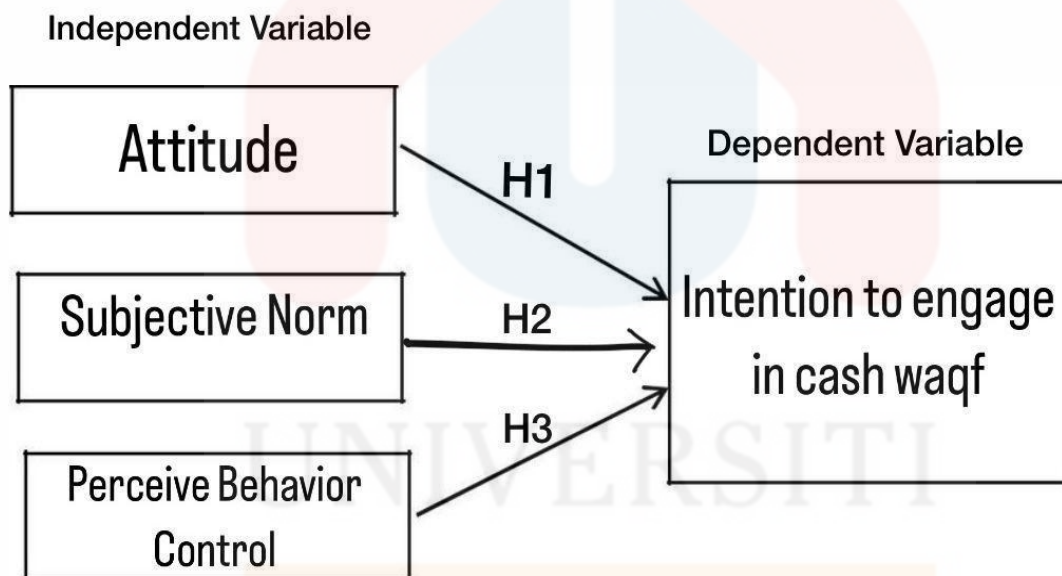 Independent Variable
Attitude
H1
Dependent Variable
Subjective Norm
H2
Intention to engage
in cash waqf
H3
Perceive Behavior
Control
UNIVERSITI